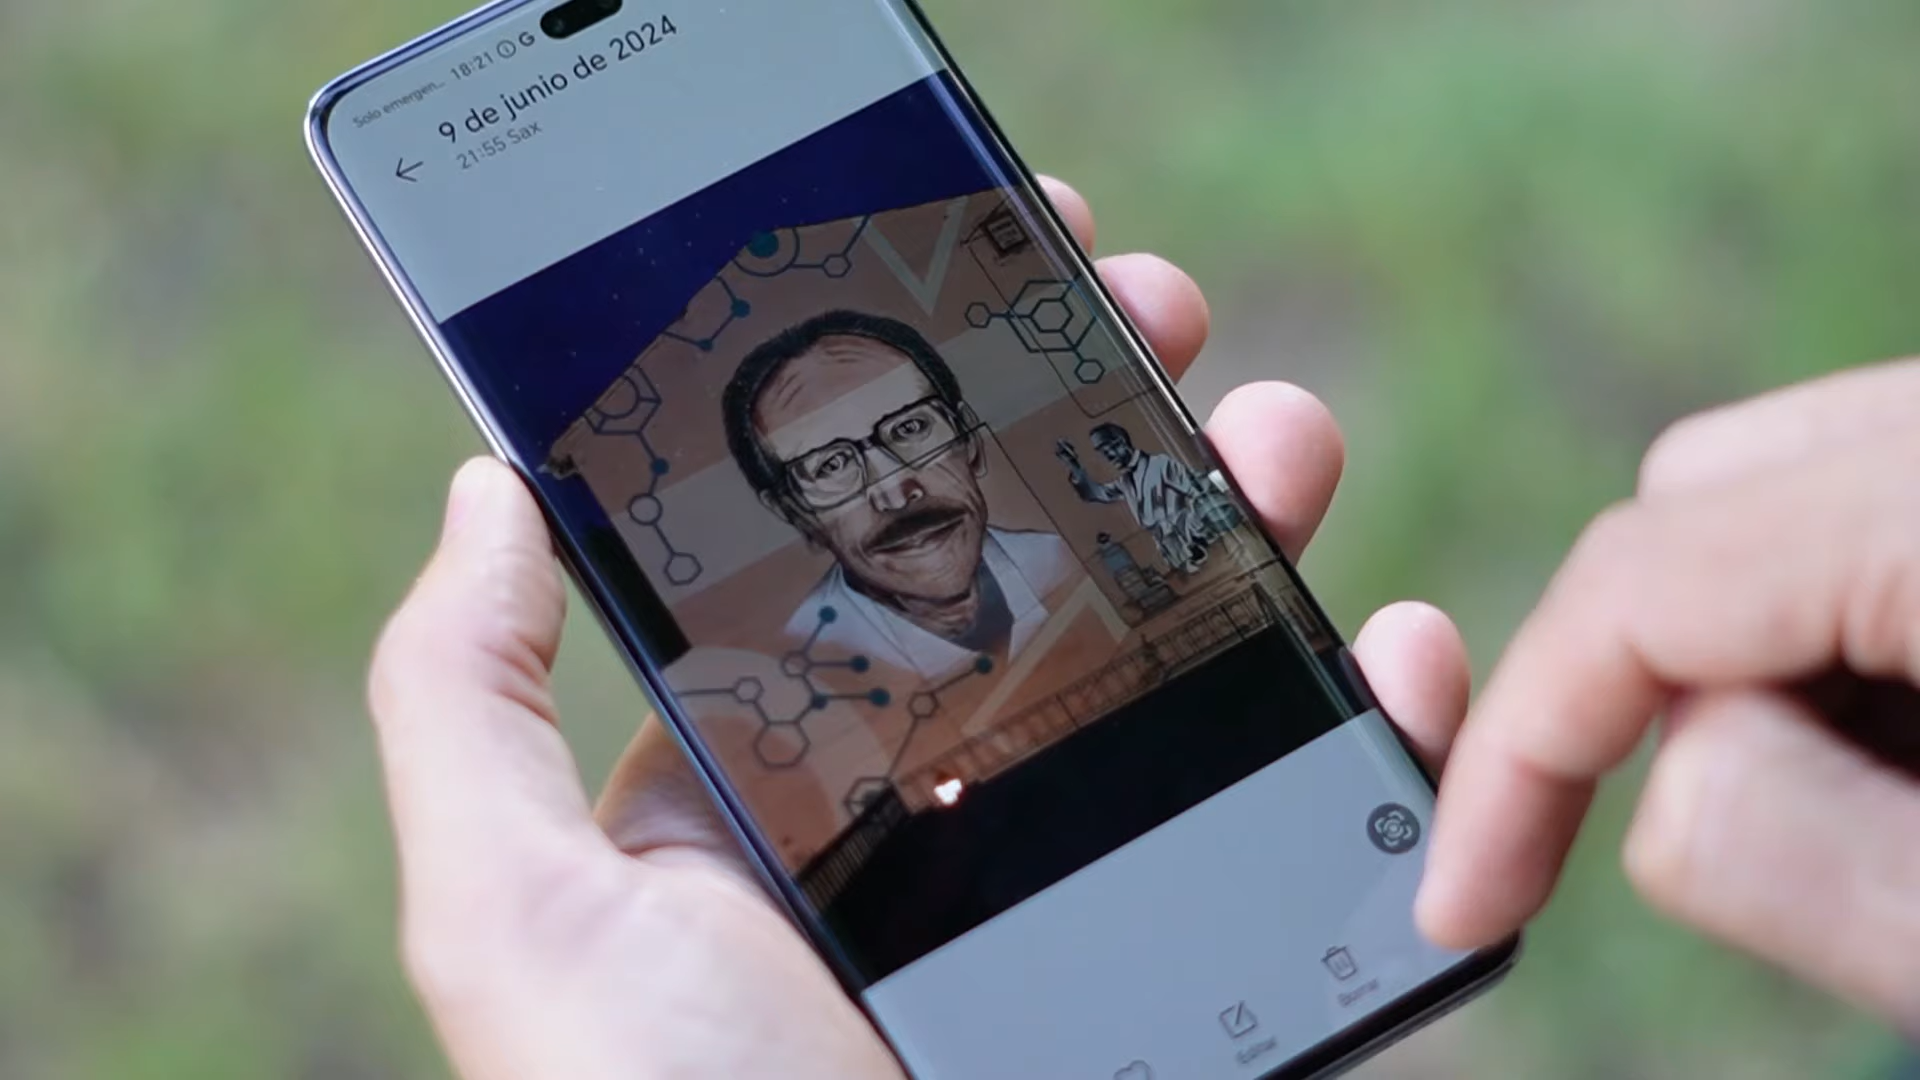 Solo emergen... 18:21 G
9 de junio de 2024
21:55 Sax
Borrar
Editar